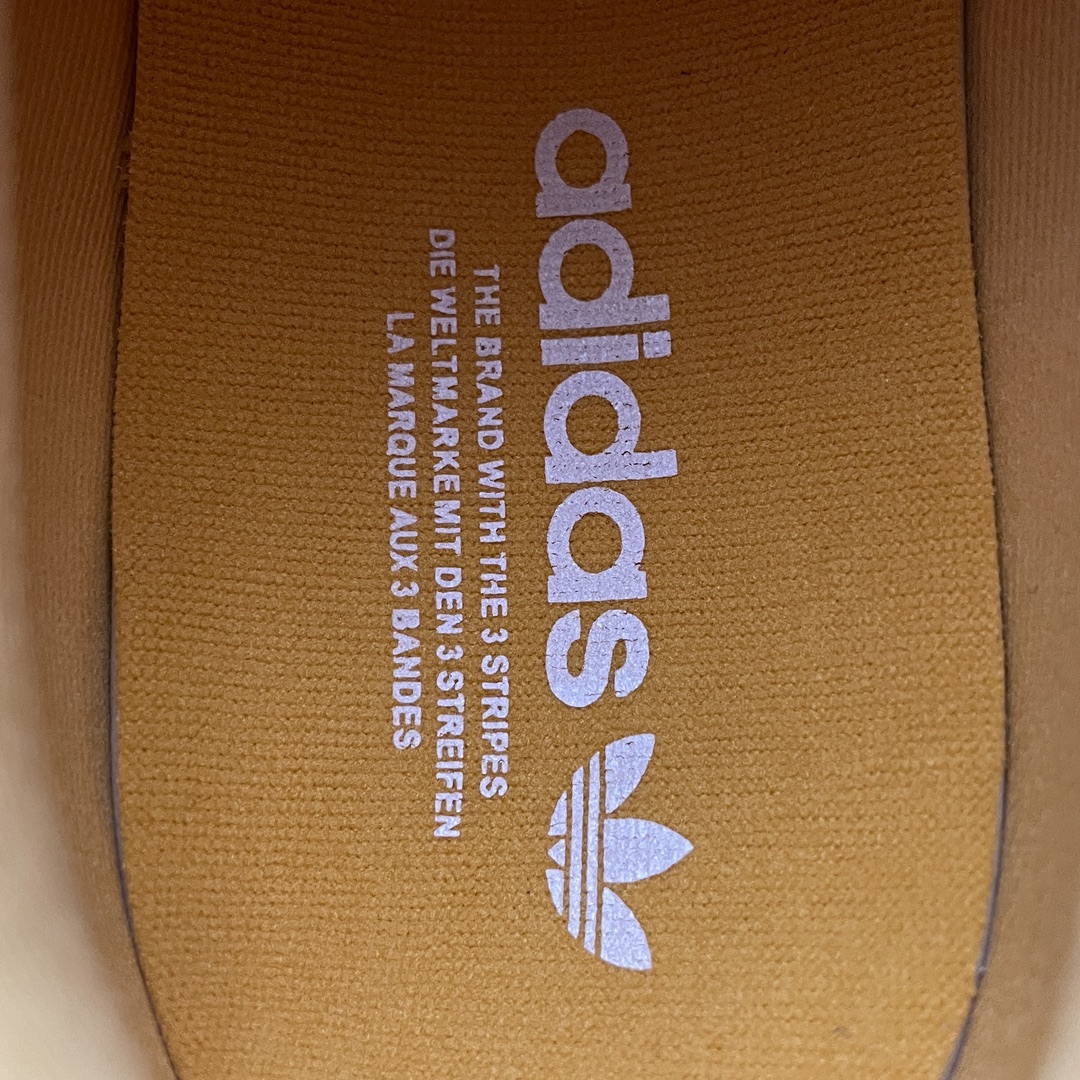 adidas
THE BRAND WITH THE 3 STRIPES
DIE WELTMARKE MIT DEN 3 STREIFEN
LA MARQUE AUX 3 BANDES